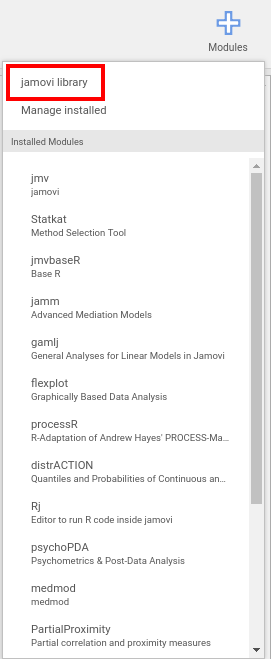 Modules
jamovi library
Manage installed
Installed Modules
jmv
jamovi
Statkat
Method Selection Tool
jmvbaseR
Base R
jamm
Advanced Mediation Models
gamlj
General Analyses for Linear Models in Jamovi
flexplot
Graphically Based Data Analysis
processR
R-Adaptation of Andrew Hayes' PROCESS-Ma...
distrACTION
Quantiles and Probabilities of Continuous an...
Rj
Editor to run R code inside jamovi
psychoPDA
Psychometrics & Post-Data Analysis
medmod
medmod
PartialProximity
Partial correlation and proximity measures